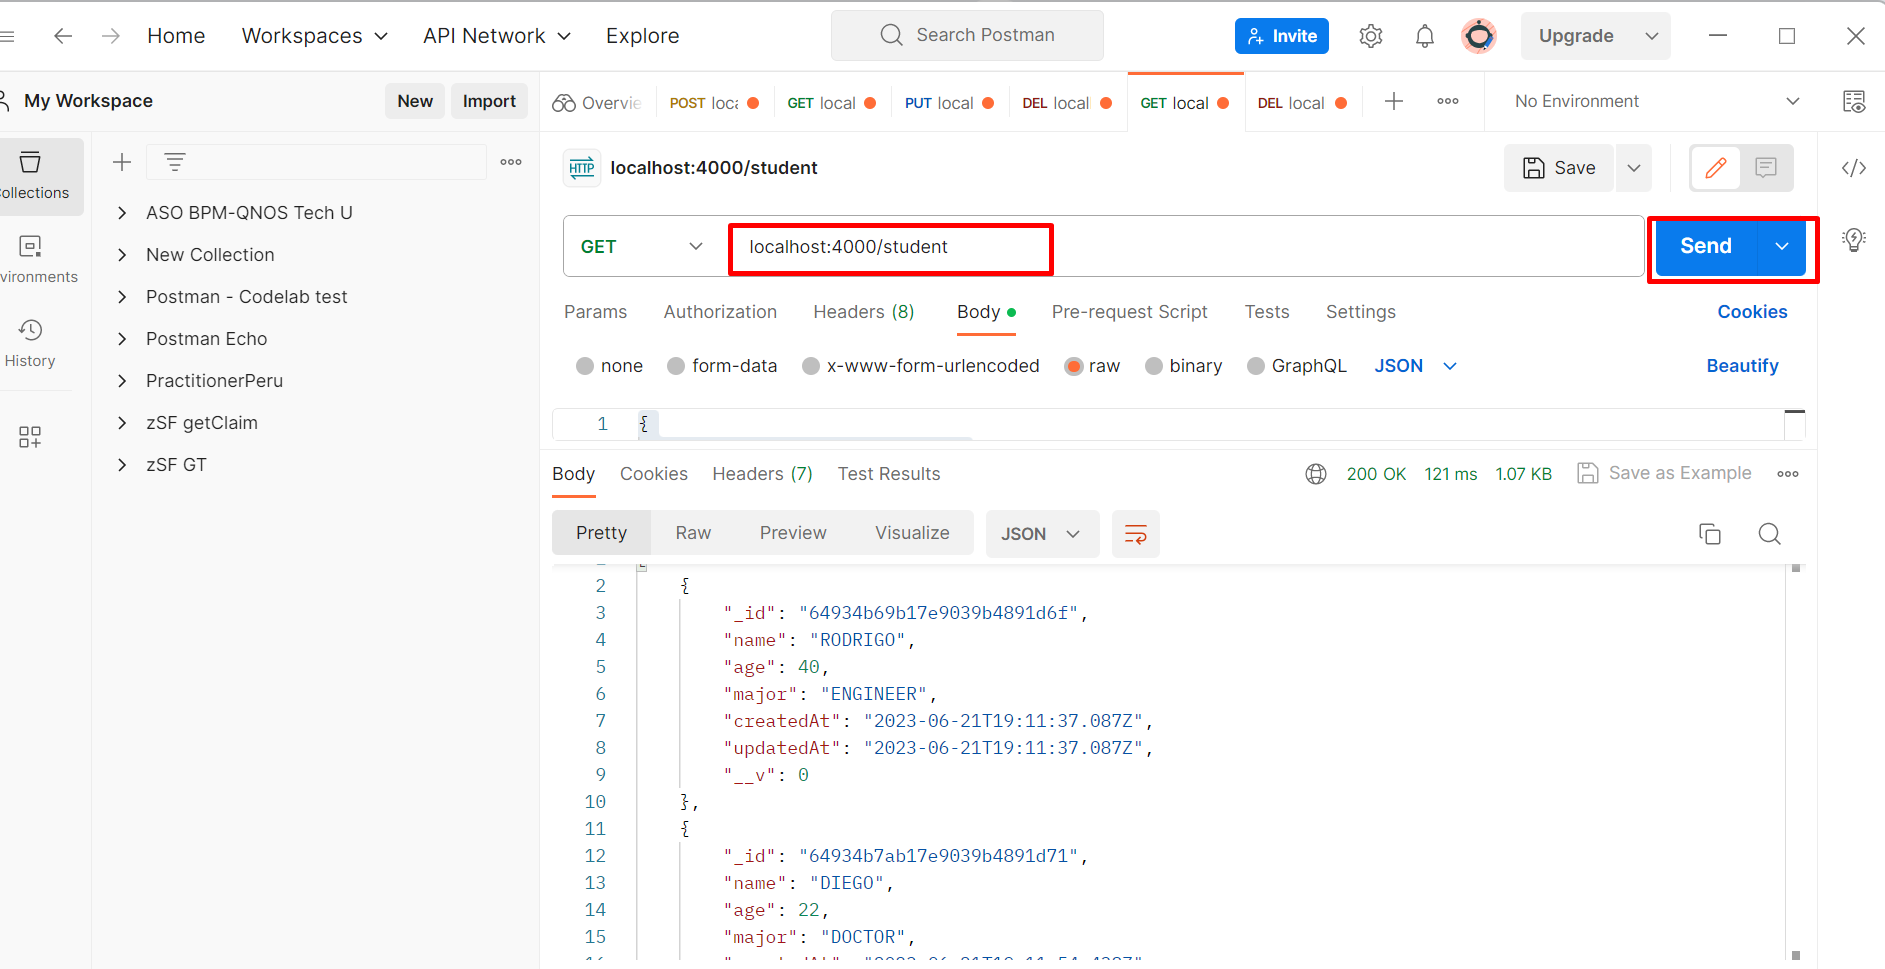 Home Workspaces API Network Explore Search Postman Invite Upgrade
My Workspace New Import Overvie POST loc GET local PUT local DEL local GET local DEL local No Environment
HTTP localhost:4000/student Save
ollections
ASO BPM-QNOS Tech U
GET localhost:4000/student Send
New Collection
vironments
Postman - Codelab test
Params Authorization Headers (8) Body Pre-request Script Tests Settings Cookies
Postman Echo
History
none form-data x-www-form-urlencoded raw binary GraphQL JSON Beautify
PractitionerPeru
zSF getClaim
1 {
zSF GT
Body Cookies Headers (7) Test Results 200 OK 121 ms 1.07 KB Save as Example
Pretty Raw Preview Visualize JSON
2 {
3 "_id": "64934b69b17e9039b4891d6f",
4 "name": "RODRIGO",
5 "age": 40,
6 "major": "ENGINEER",
7 "createdAt": "2023-06-21T19:11:37.087Z",
8 "updatedAt": "2023-06-21T19:11:37.087Z",
9 "__v": 0
10 },
11 {
12 "_id": "64934b7ab17e9039b4891d71",
13 "name": "DIEGO",
14 "age": 22,
15 "major": "DOCTOR",